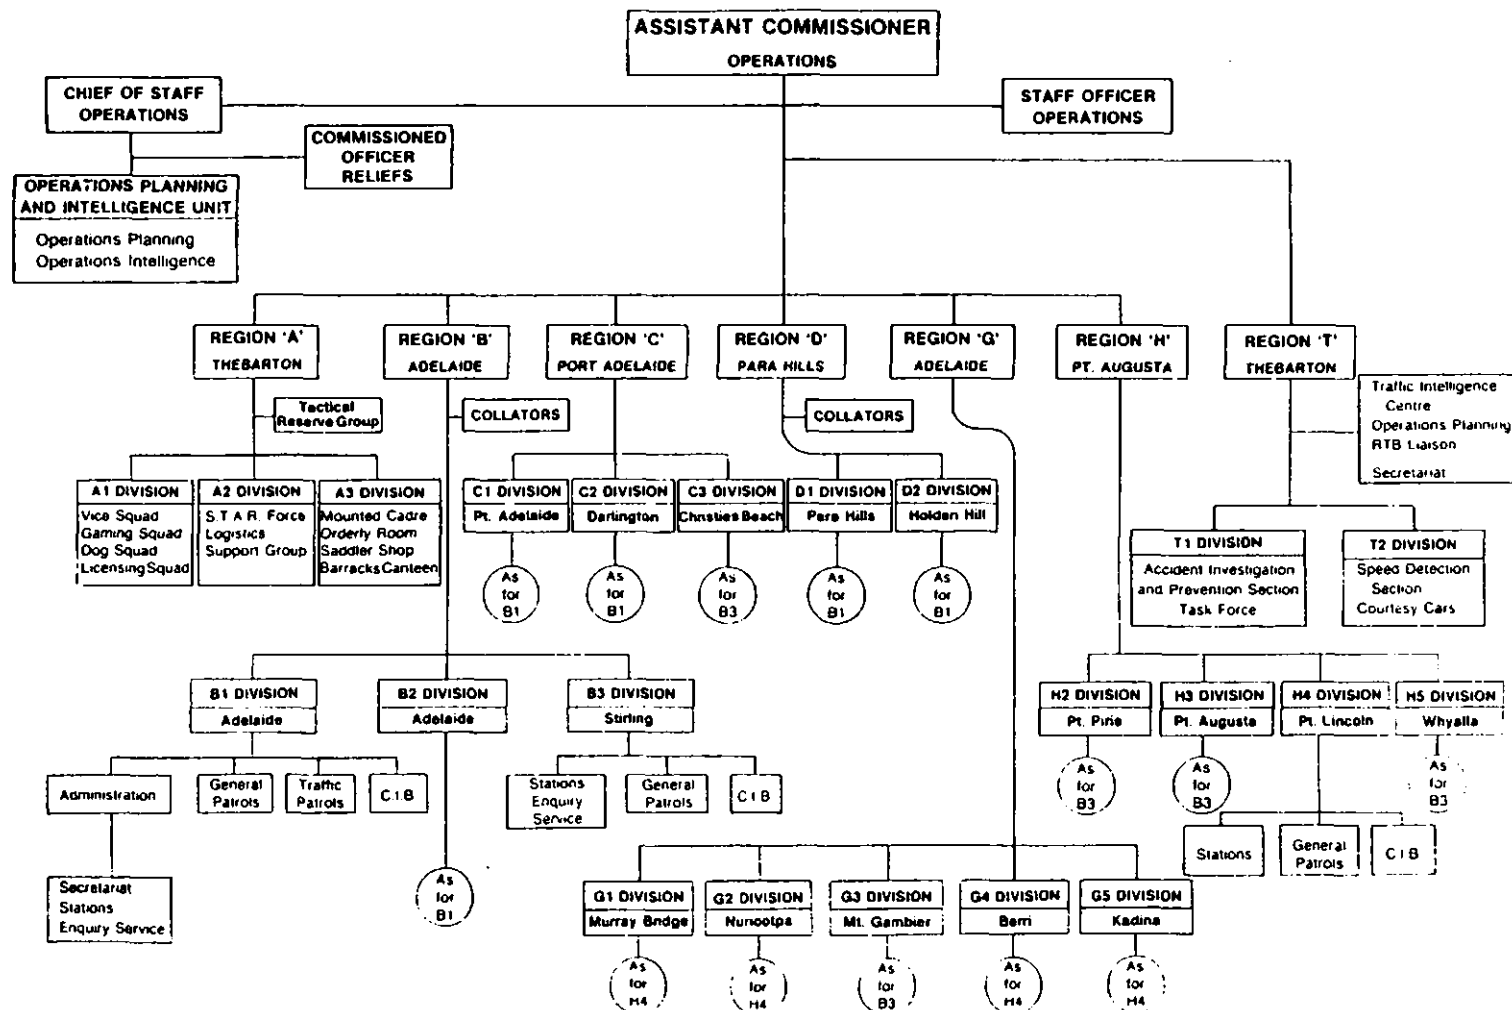 ASSISTANT COMMISSIONER
OPERATIONS
CHIEF OF STAFF
OPERATIONS
STAFF OFFICER
OPERATIONS
COMMISSIONED
OFFICER
RELIEFS
OPERATIONS PLANNING
AND INTELLIGENCE UNIT
Operations Planning
Operations Intelligence
REGION 'A'
THEBARTON
REGION 'B'
ADELAIDE
REGION 'C'
PORT ADELAIDE
REGION 'D'
PARA HILLS
REGION 'G'
ADELAIDE
REGION 'H'
PT. AUGUSTA
REGION 'T'
THEBARTON
Tactical
Reserve Group
COLLATORS
COLLATORS
Traffic Intelligence
Centre
Operations Planning
RTB Liaison
Secretariat
A1 DIVISION
Vice Squad
Gaming Squad
Dog Squad
Licensing Squad
A2 DIVISION
S.T.A.R. Force
Logistics
Support Group
A3 DIVISION
Mounted Cadre
Orderly Room
Saddler Shop
Barracks Canteen
C1 DIVISION
Pt. Adelaide
As
for
B1
C2 DIVISION
Darlington
As
for
B1
C3 DIVISION
Christies Beach
As
for
B3
D1 DIVISION
Para Hills
As
for
B1
D2 DIVISION
Holden Hill
As
for
B1
T1 DIVISION
Accident Investigation
and Prevention Section
Task Force
T2 DIVISION
Speed Detection
Section
Courtesy Cars
B1 DIVISION
Adelaide
B2 DIVISION
Adelaide
B3 DIVISION
Stirling
H2 DIVISION
Pt. Pirie
H3 DIVISION
Pt. Augusta
H4 DIVISION
Pt. Lincoln
H5 DIVISION
Whyalla
Administration
General
Patrols
Traffic
Patrols
C.I.B
Stations
Enquiry
Service
General
Patrols
C.I.B
As
for
B3
As
for
B3
As
for
B3
Stations
General
Patrols
C.I.B
Secretariat
Stations
Enquiry Service
As
for
B1
G1 DIVISION
Murray Bridge
As
for
H4
G2 DIVISION
Nuriootpa
As
for
H4
G3 DIVISION
Mt. Gambier
As
for
B3
G4 DIVISION
Berri
As
for
H4
G5 DIVISION
Kadina
As
for
H4